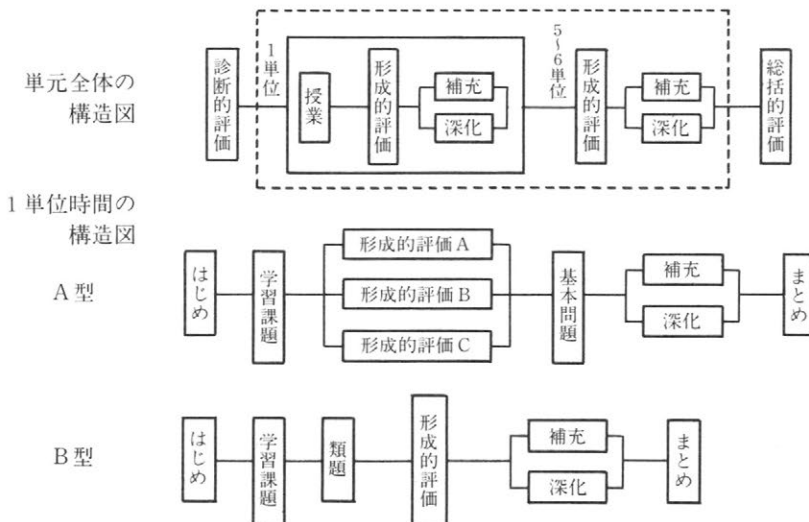 単元全体の
構造図
診断的評価
1単位
授業
形成的評価
補充
深化
5~6単位
形成的評価
補充
深化
総括的評価
1単位時間の
構造図
A型
はじめ
学習課題
形成的評価A
形成的評価B
形成的評価C
基本問題
補充
深化
まとめ
B型
はじめ
学習課題
類題
形成的評価
補充
深化
まとめ